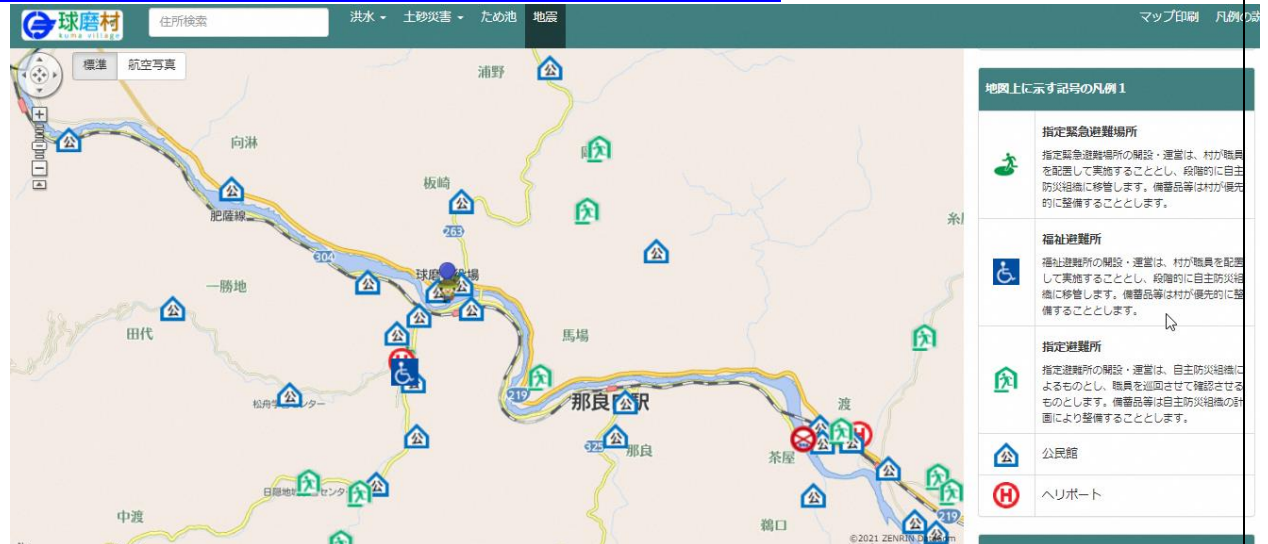 球磨村
kuma village
住所検索
洪水
土砂災害
ため池
地震
マップ印刷
標準
航空写真
浦野
向淋
板崎
肥薩線
263
304
一勝地
田代
馬場
219
那良
325
渡
茶屋
中渡
鵜口
219
©2021 ZENRIN
地図上に示す記号の凡例1
指定緊急避難場所
指定緊急避難場所の開設・運営は、村が職員
を配置して実施することとし、段階的に自主
防災組織に移管します。備蓄品等は村が優先
的に整備することとします。
福祉避難所
福祉避難所の開設・運営は、村が職員を配置
して実施することとし、段階的に自主防災組
織に移管します。備蓄品等は村が優先的に整
備することとします。
指定避難所
指定避難所の開設・運営は、自主防災組織に
よるものとし、職員を巡回させて確認させる
ものとします。備蓄品等は自主防災組織の計
画により整備することとします。
公
公民館
H
ヘリポート